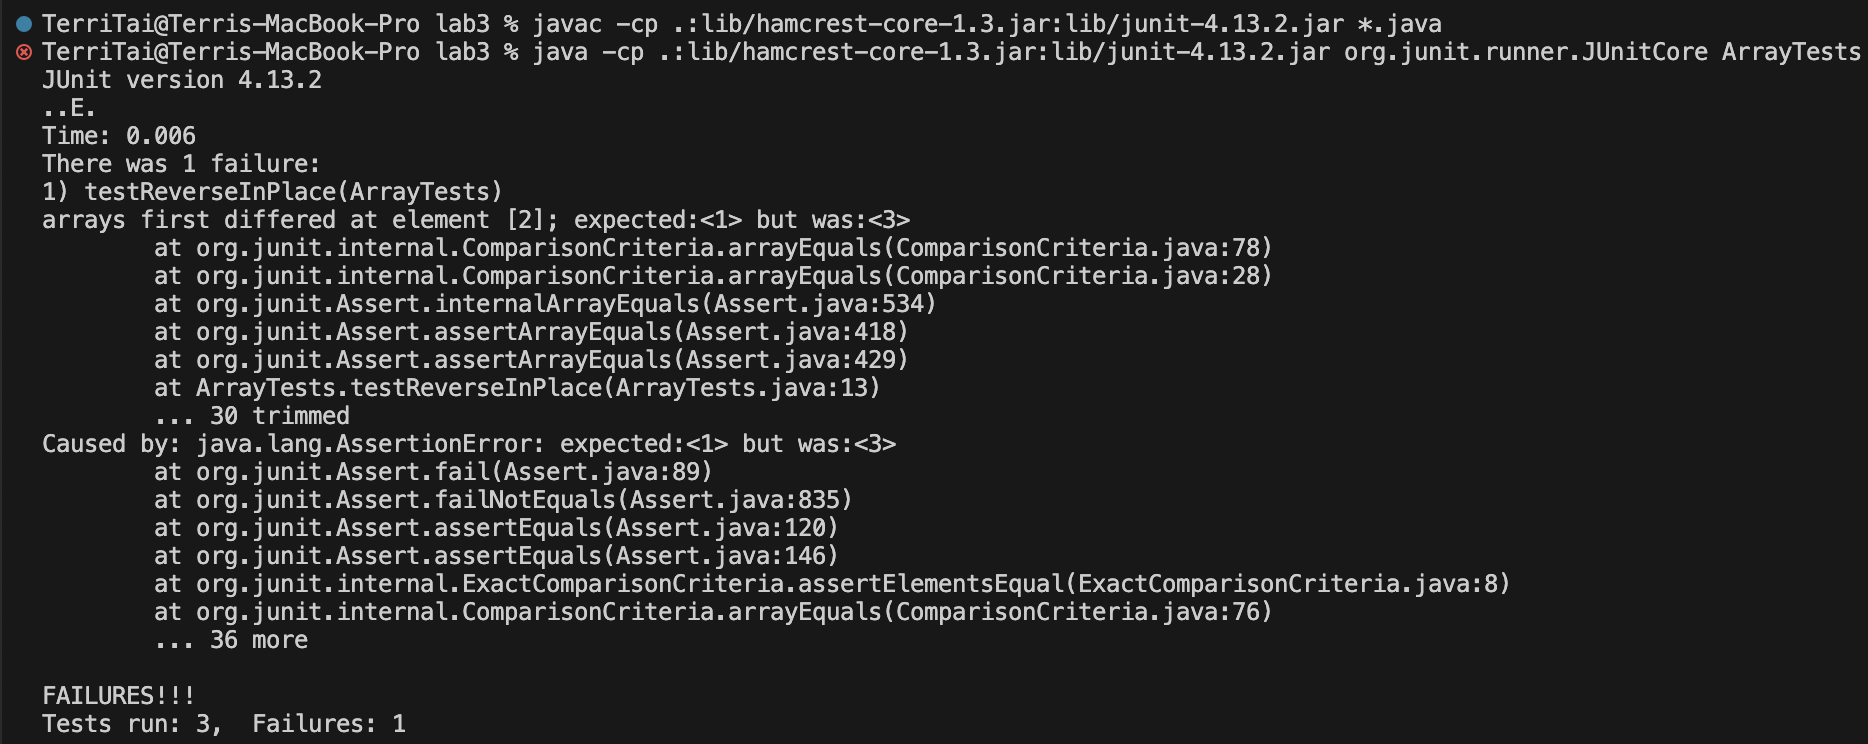 TerriTai@Terris-MacBook-Pro lab3 % javac -cp .:lib/hamcrest-core-1.3.jar:lib/junit-4.13.2.jar *.java
TerriTai@Terris-MacBook-Pro lab3 % java -cp .:lib/hamcrest-core-1.3.jar:lib/junit-4.13.2.jar org.junit.runner.JUnitCore ArrayTests
JUnit version 4.13.2
..E.
Time: 0.006
There was 1 failure:
1) testReverseInPlace(ArrayTests)
arrays first differed at element [2]; expected:<1> but was:<3>
        at org.junit.internal.ComparisonCriteria.arrayEquals(ComparisonCriteria.java:78)
        at org.junit.internal.ComparisonCriteria.arrayEquals(ComparisonCriteria.java:28)
        at org.junit.Assert.internalArrayEquals(Assert.java:534)
        at org.junit.Assert.assertArrayEquals(Assert.java:418)
        at org.junit.Assert.assertArrayEquals(Assert.java:429)
        at ArrayTests.testReverseInPlace(ArrayTests.java:13)
        ... 30 trimmed
Caused by: java.lang.AssertionError: expected:<1> but was:<3>
        at org.junit.Assert.fail(Assert.java:89)
        at org.junit.Assert.failNotEquals(Assert.java:835)
        at org.junit.Assert.assertEquals(Assert.java:120)
        at org.junit.Assert.assertEquals(Assert.java:146)
        at org.junit.internal.ExactComparisonCriteria.assertElementsEqual(ExactComparisonCriteria.java:8)
        at org.junit.internal.ComparisonCriteria.arrayEquals(ComparisonCriteria.java:76)
        ... 36 more

FAILURES!!!
Tests run: 3,  Failures: 1